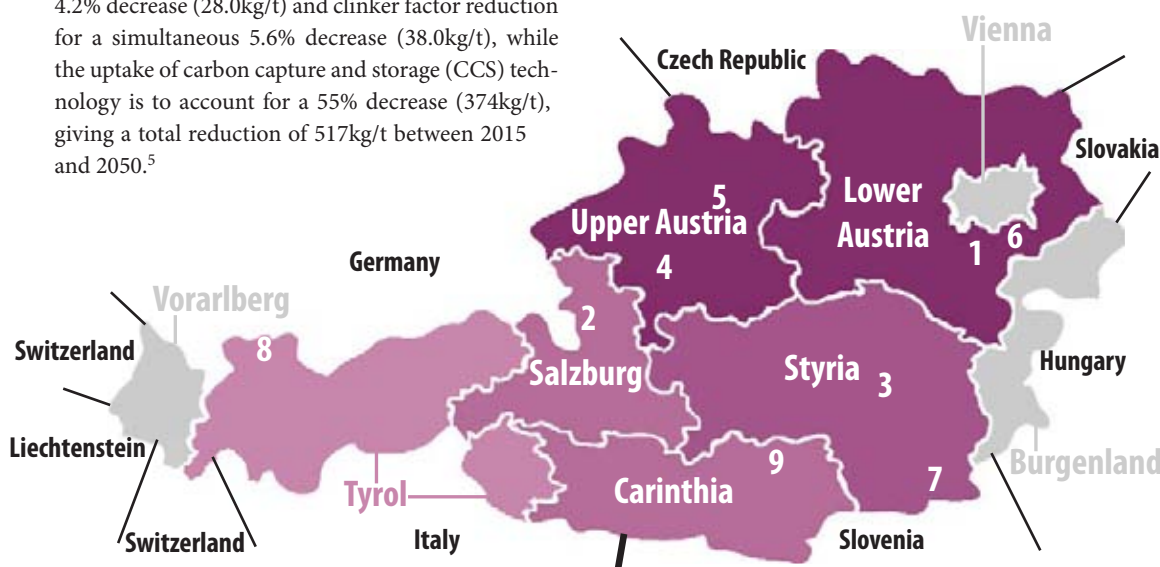 4.2% decrease (28.0kg/t) and clinker factor reduction
for a simultaneous 5.6% decrease (38.0kg/t), while
the uptake of carbon capture and storage (CCS) tech-
nology is to account for a 55% decrease (374kg/t),
giving a total reduction of 517kg/t between 2015
and 2050.5
Vienna
Czech Republic
Slovakia
5
Upper Austria
Lower
Austria
1
6
4
Germany
Vorarlberg
2
8
Switzerland
Salzburg
Styria
3
Hungary
Liechtenstein
9
Burgenland
7
Tyrol
Carinthia
Switzerland
Italy
Slovenia